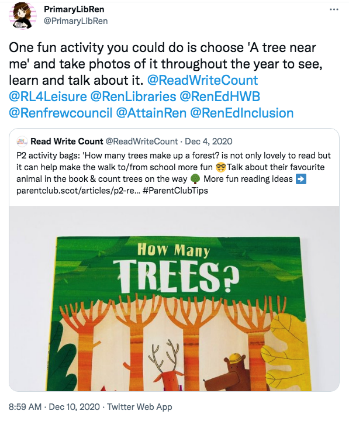 PrimaryLibRen
@PrimaryLibRen
One fun activity you could do is choose 'A tree near
me' and take photos of it throughout the year to see,
learn and talk about it. @ReadWriteCount
@RL4Leisure @RenLibraries @RenEdHWB
@Renfrewcouncil @AttainRen @RenEdInclusion
Read Write Count @ReadWriteCount · Dec 4, 2020
P2 activity bags: 'How many trees make up a forest? is not only lovely to read but
it can help make the walk to/from school more fun 🤓Talk about their favourite
animal in the book & count trees on the way 🌳 More fun reading ideas ➡️
parentclub.scot/articles/p2-re... #ParentClubTips
How Many
TREES?
8:59 AM · Dec 10, 2020 · Twitter Web App